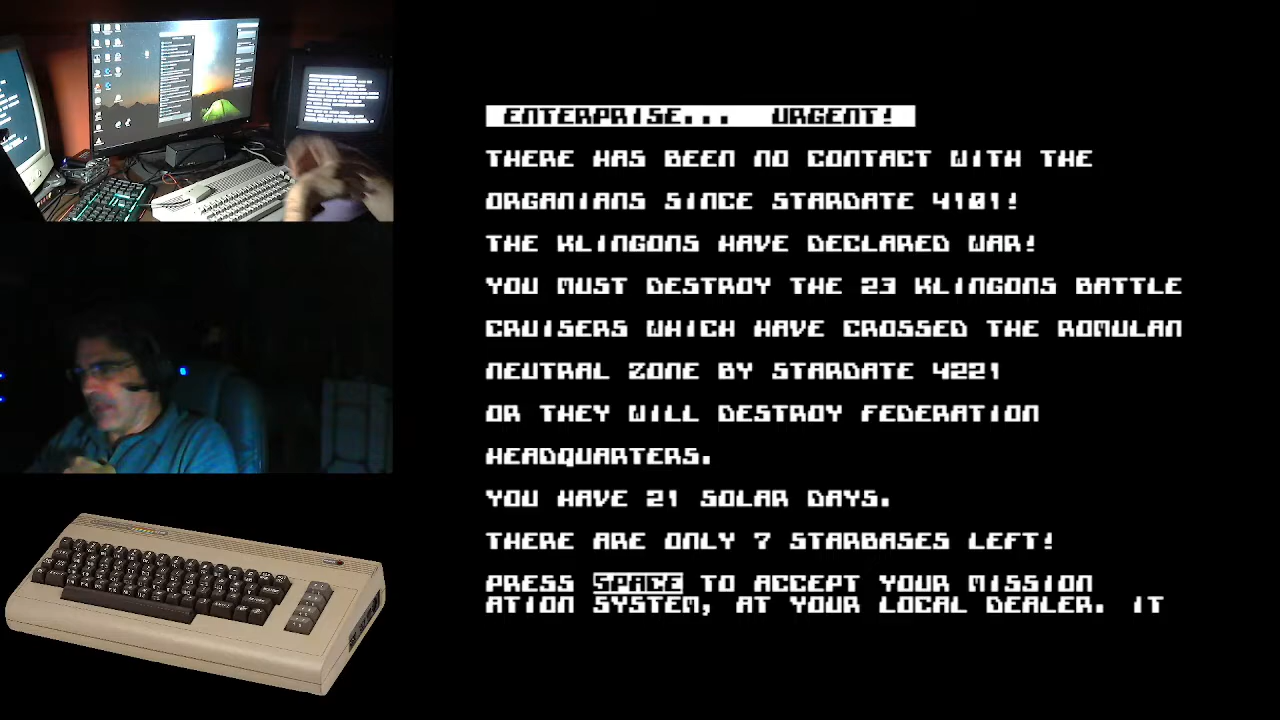 ENTERPRISE... URGENT!
THERE HAS BEEN NO CONTACT WITH THE
ORGANIANS SINCE STARDATE 4101!
THE KLINGONS HAVE DECLARED WAR!
YOU MUST DESTROY THE 23 KLINGONS BATTLE
CRUISERS WHICH HAVE CROSSED THE ROMULAN
NEUTRAL ZONE BY STARDATE 4221
OR THEY WILL DESTROY FEDERATION
HEADQUARTERS.
YOU HAVE 21 SOLAR DAYS.
THERE ARE ONLY 7 STARBASES LEFT!
PRESS SPACE TO ACCEPT YOUR MISSION
ATION SYSTEM, AT YOUR LOCAL DEALER. IT